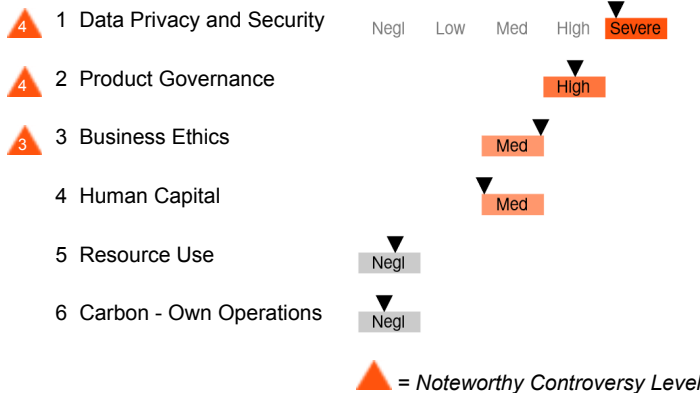 4 1 Data Privacy and Security Negl Low Med High Severe
4 2 Product Governance High
3 3 Business Ethics Med
4 Human Capital Med
5 Resource Use Negl
6 Carbon - Own Operations Negl
= Noteworthy Controversy Level